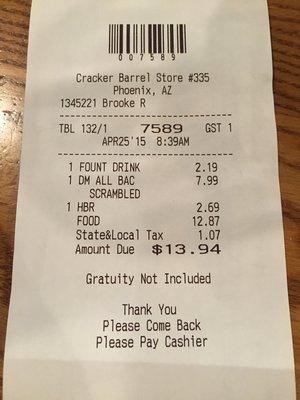 007589
Cracker Barrel Store #335
Phoenix, AZ
1345221 Brooke R
TBL 132/1 7589 GST 1
APR25'15 8:39AM
1 FOUNT DRINK 2.19
1 DM ALL BAC 7.99
SCRAMBLED
1 HBR 2.69
FOOD 12.87
State&Local Tax 1.07
Amount Due $13.94
Gratuity Not Included
Thank You
Please Come Back
Please Pay Cashier